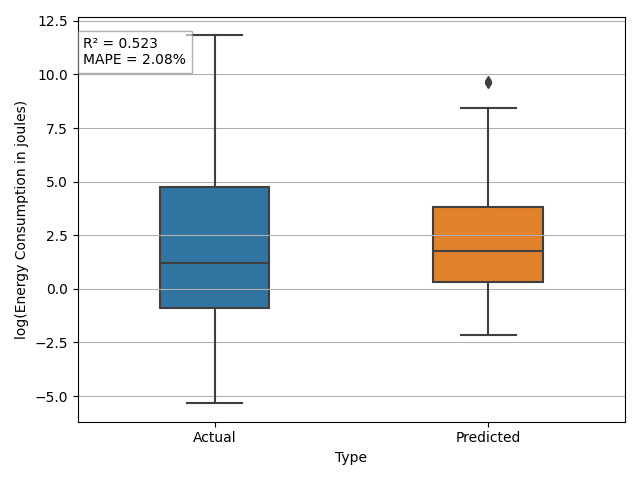 12.5
10.0
7.5
5.0
2.5
0.0
−2.5
−5.0
log(Energy Consumption in joules)
R² = 0.523
MAPE = 2.08%
Actual
Predicted
Type